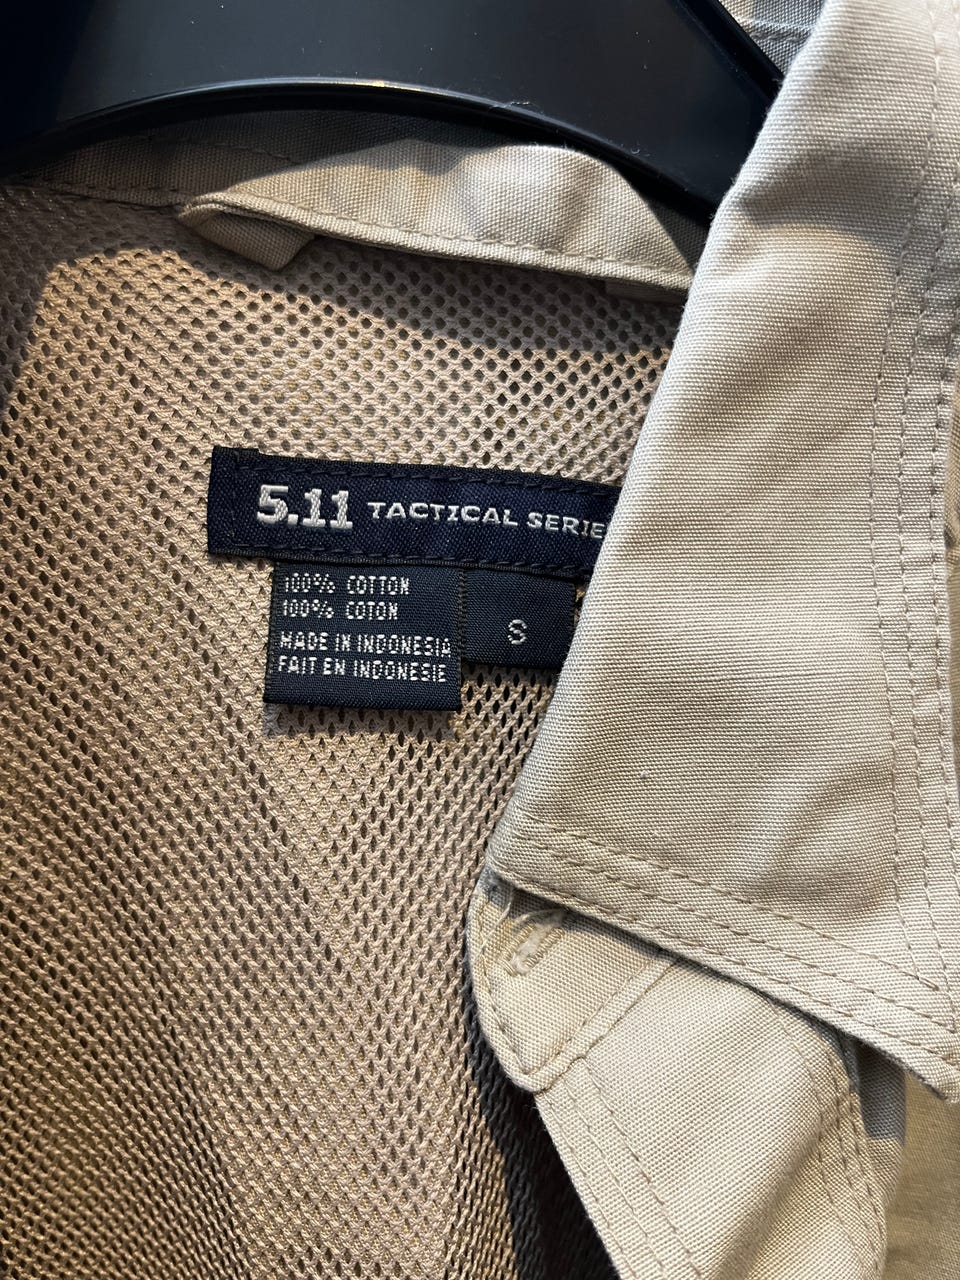 5.11 TACTICAL SERIE
100% COTTON
100% COTON
MADE IN INDONESIA
FAIT EN INDONESIE
S